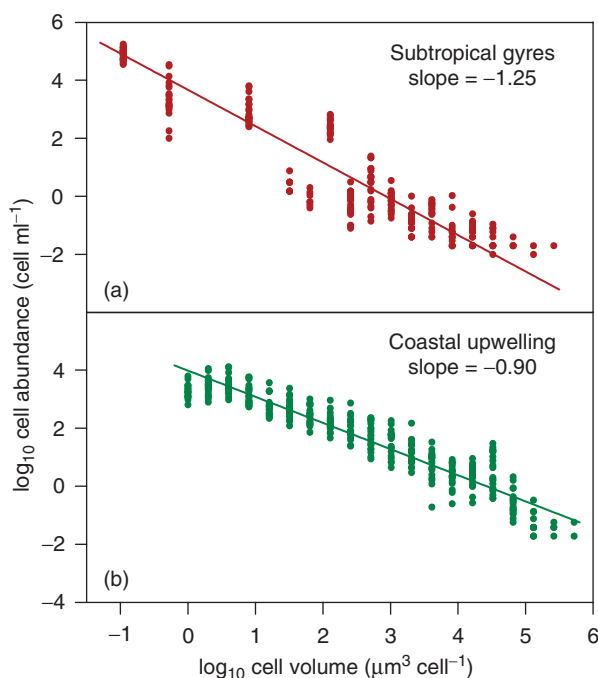 6
Subtropical gyres
slope = −1.25
4
2
0
−2
(a)
log₁₀ cell abundance (cell ml⁻¹)
Coastal upwelling
slope = −0.90
4
2
0
−2
(b)
−4
−1 0 1 2 3 4 5 6
log₁₀ cell volume (μm³ cell⁻¹)